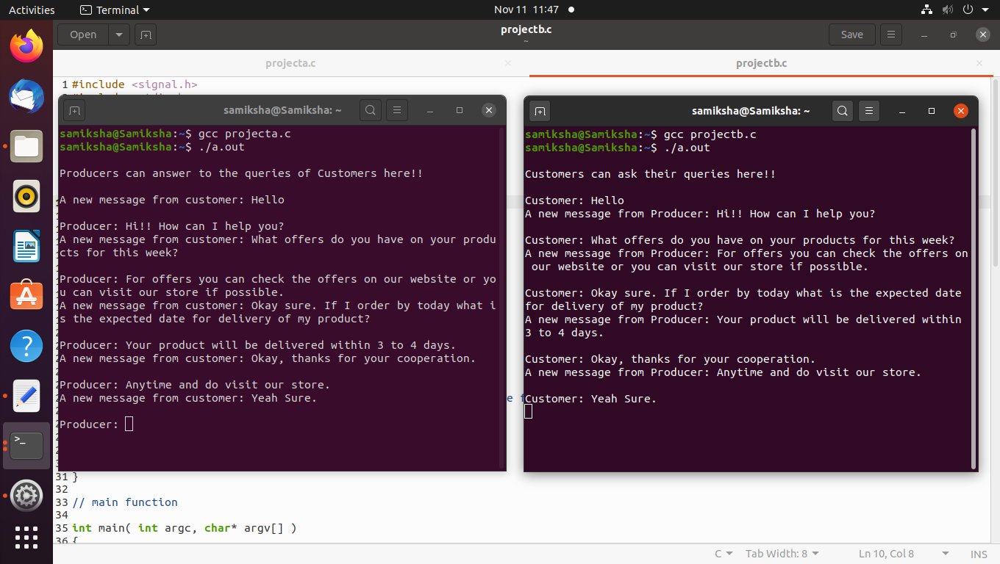 Activities
Terminal
Nov 11 11:47
Open
projectb.c
~
Save
projecta.c
projectb.c
1 #include <signal.h>
samiksha@Samiksha: ~
samiksha@Samiksha:~$ gcc projecta.c
samiksha@Samiksha:~$ ./a.out
Producers can answer to the queries of Customers here!!
A new message from customer: Hello
Producer: Hi!! How can I help you?
A new message from customer: What offers do you have on your produ
cts for this week?
Producer: For offers you can check the offers on our website or yo
u can visit our store if possible.
A new message from customer: Okay sure. If I order by today what i
s the expected date for delivery of my product?
Producer: Your product will be delivered within 3 to 4 days.
A new message from customer: Okay, thanks for your cooperation.
Producer: Anytime and do visit our store.
A new message from customer: Yeah Sure.
Producer:
samiksha@Samiksha: ~
samiksha@Samiksha:~$ gcc projectb.c
samiksha@Samiksha:~$ ./a.out
Customers can ask their queries here!!
Customer: Hello
A new message from Producer: Hi!! How can I help you?
Customer: What offers do you have on your products for this week?
A new message from Producer: For offers you can check the offers on
our website or you can visit our store if possible.
Customer: Okay sure. If I order by today what is the expected date
for delivery of my product?
A new message from Producer: Your product will be delivered within
3 to 4 days.
Customer: Okay, thanks for your cooperation.
A new message from Producer: Anytime and do visit our store.
Customer: Yeah Sure.
31 }
32
33 // main function
34
35 int main( int argc, char* argv[] )
36 {
C
Tab Width: 8
Ln 10, Col 8
INS